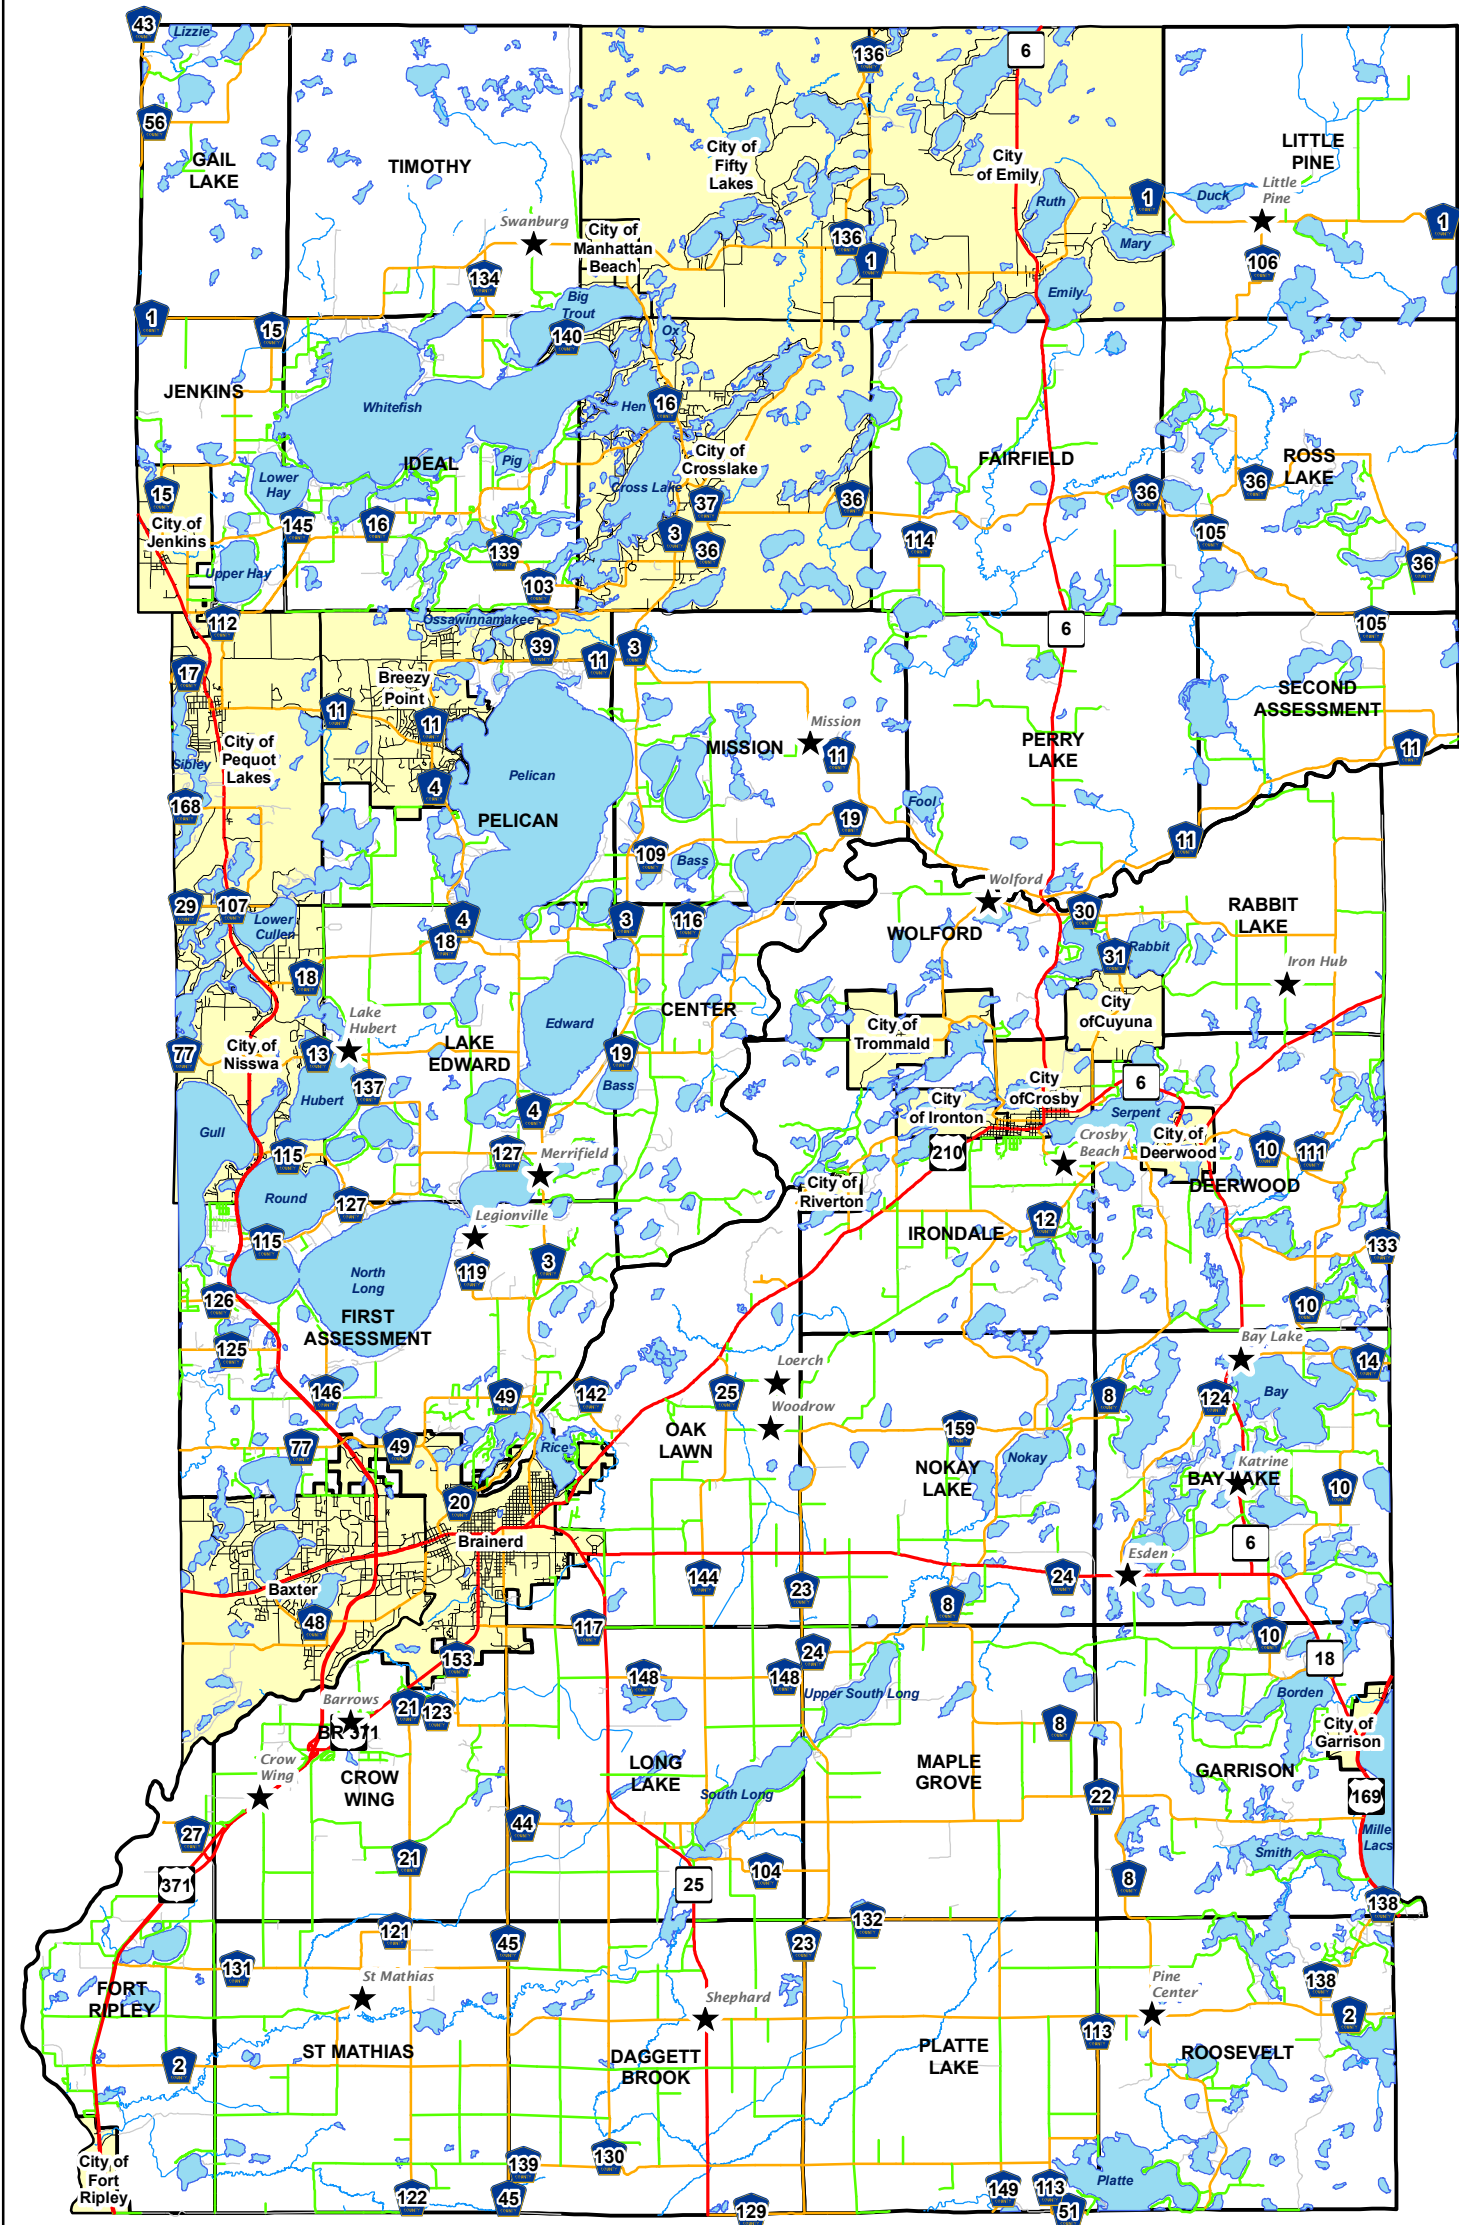 43
Lizzie
136
6
56
GAIL
LAKE
TIMOTHY
City of
Fifty
Lakes
City
of Emily
LITTLE
PINE
Little
Pine
Duck
Ruth
1
1
Mary
Swanburg
City of
Manhattan
Beach
136
1
106
134
Emily
Big
Trout
1
15
140
Ox
JENKINS
Whitefish
Hen
16
IDEAL
Pig
City of
Crosslake
FAIRFIELD
ROSS
LAKE
Lower
Hay
Cross Lake
15
City of
Jenkins
145
16
37
36
36
36
139
3
36
114
105
36
Upper Hay
103
112
Ossawinnamakee
39
11
3
6
105
17
Breezy
Point
11
11
SECOND
ASSESSMENT
City of
Pequot
Lakes
Sibley
Pelican
MISSION
Mission
11
PERRY
LAKE
11
4
168
PELICAN
Fool
19
11
109
Bass
Wolford
29
107
Lower
Cullen
4
18
3
116
30
WOLFORD
RABBIT
LAKE
18
31
Rabbit
Iron Hub
Lake
Hubert
Edward
CENTER
City
ofCuyuna
City of
Trommald
77
City of
Nisswa
13
LAKE
EDWARD
19
137
Bass
Hubert
4
City
ofCrosby
6
Serpent
City
of Ironton
Gull
115
127
Merrifield
210
Crosby
Beach
City of
Deerwood
10
111
DEERWOOD
Round
127
City of
Riverton
Legionville
115
119
3
IRONDALE
12
133
North
Long
126
FIRST
ASSESSMENT
10
125
Bay Lake
Loerch
14
146
49
142
25
8
124
Bay
Woodrow
77
49
Rice
OAK
LAWN
159
Nokay
NOKAY
LAKE
Katrine
BAY LAKE
10
20
Brainerd
6
Esden
Baxter
144
23
24
48
8
117
153
24
10
18
148
148
Upper South Long
Borden
Barrows
BR 371
21
123
8
City of
Garrison
Crow
Wing
CROW
WING
LONG
LAKE
MAPLE
GROVE
GARRISON
South Long
22
169
27
44
Mille
Lacs
21
104
Smith
371
25
8
138
121
45
23
132
131
St Mathias
Pine
Center
138
FORT
RIPLEY
Shephard
2
113
2
ST MATHIAS
DAGGETT
BROOK
PLATTE
LAKE
ROOSEVELT
City of
Fort
Ripley
139
130
122
45
129
149
113
51
Platte